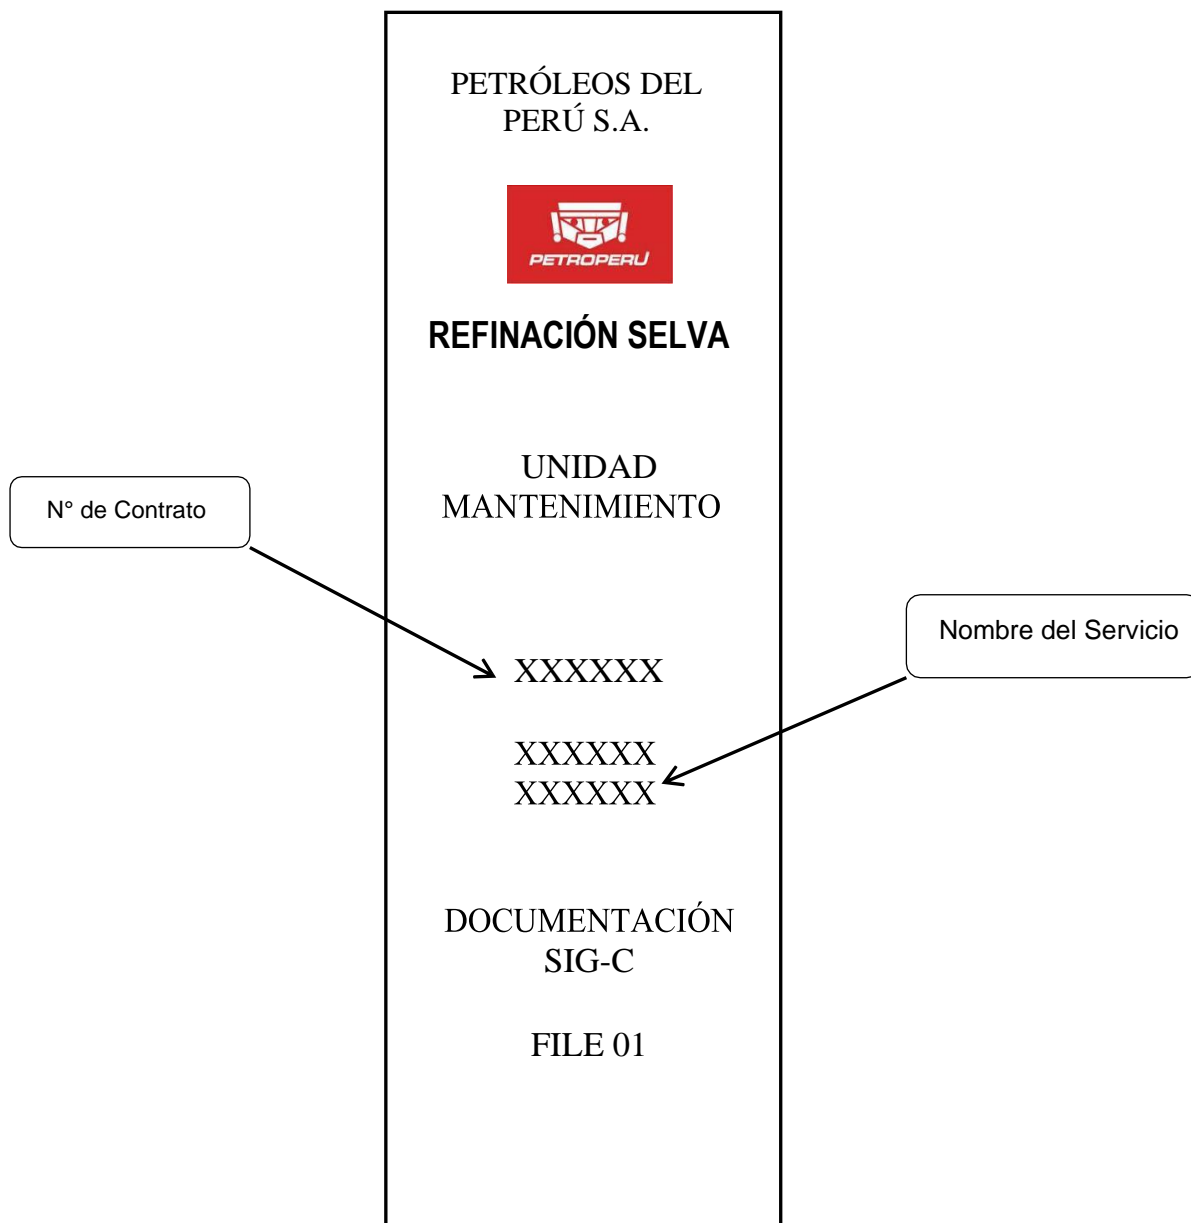 PETRÓLEOS DEL
PERÚ S.A.
PETROPERÚ
REFINACIÓN SELVA
UNIDAD
MANTENIMIENTO
N° de Contrato
Nombre del Servicio
XXXXXX
XXXXXX
XXXXXX
DOCUMENTACIÓN
SIG-C
FILE 01